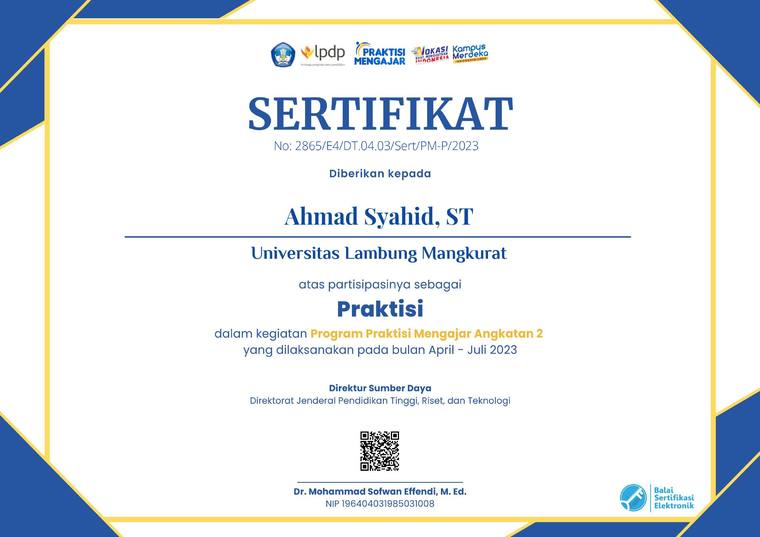 lpdp
PRAKTISI
MENGAJAR
VOKASI
INDONESIA
Kampus
Merdeka
SERTIFIKAT
No: 2865/E4/DT.04.03/Sert/PM-P/2023
Diberikan kepada
Ahmad Syahid, ST
Universitas Lambung Mangkurat
atas partisipasinya sebagai
Praktisi
dalam kegiatan Program Praktisi Mengajar Angkatan 2
yang dilaksanakan pada bulan April - Juli 2023
Direktur Sumber Daya
Direktorat Jenderal Pendidikan Tinggi, Riset, dan Teknologi
Dr. Mohammad Sofwan Effendi, M. Ed.
NIP 196404031985031008
Balai
Sertifikasi
Elektronik